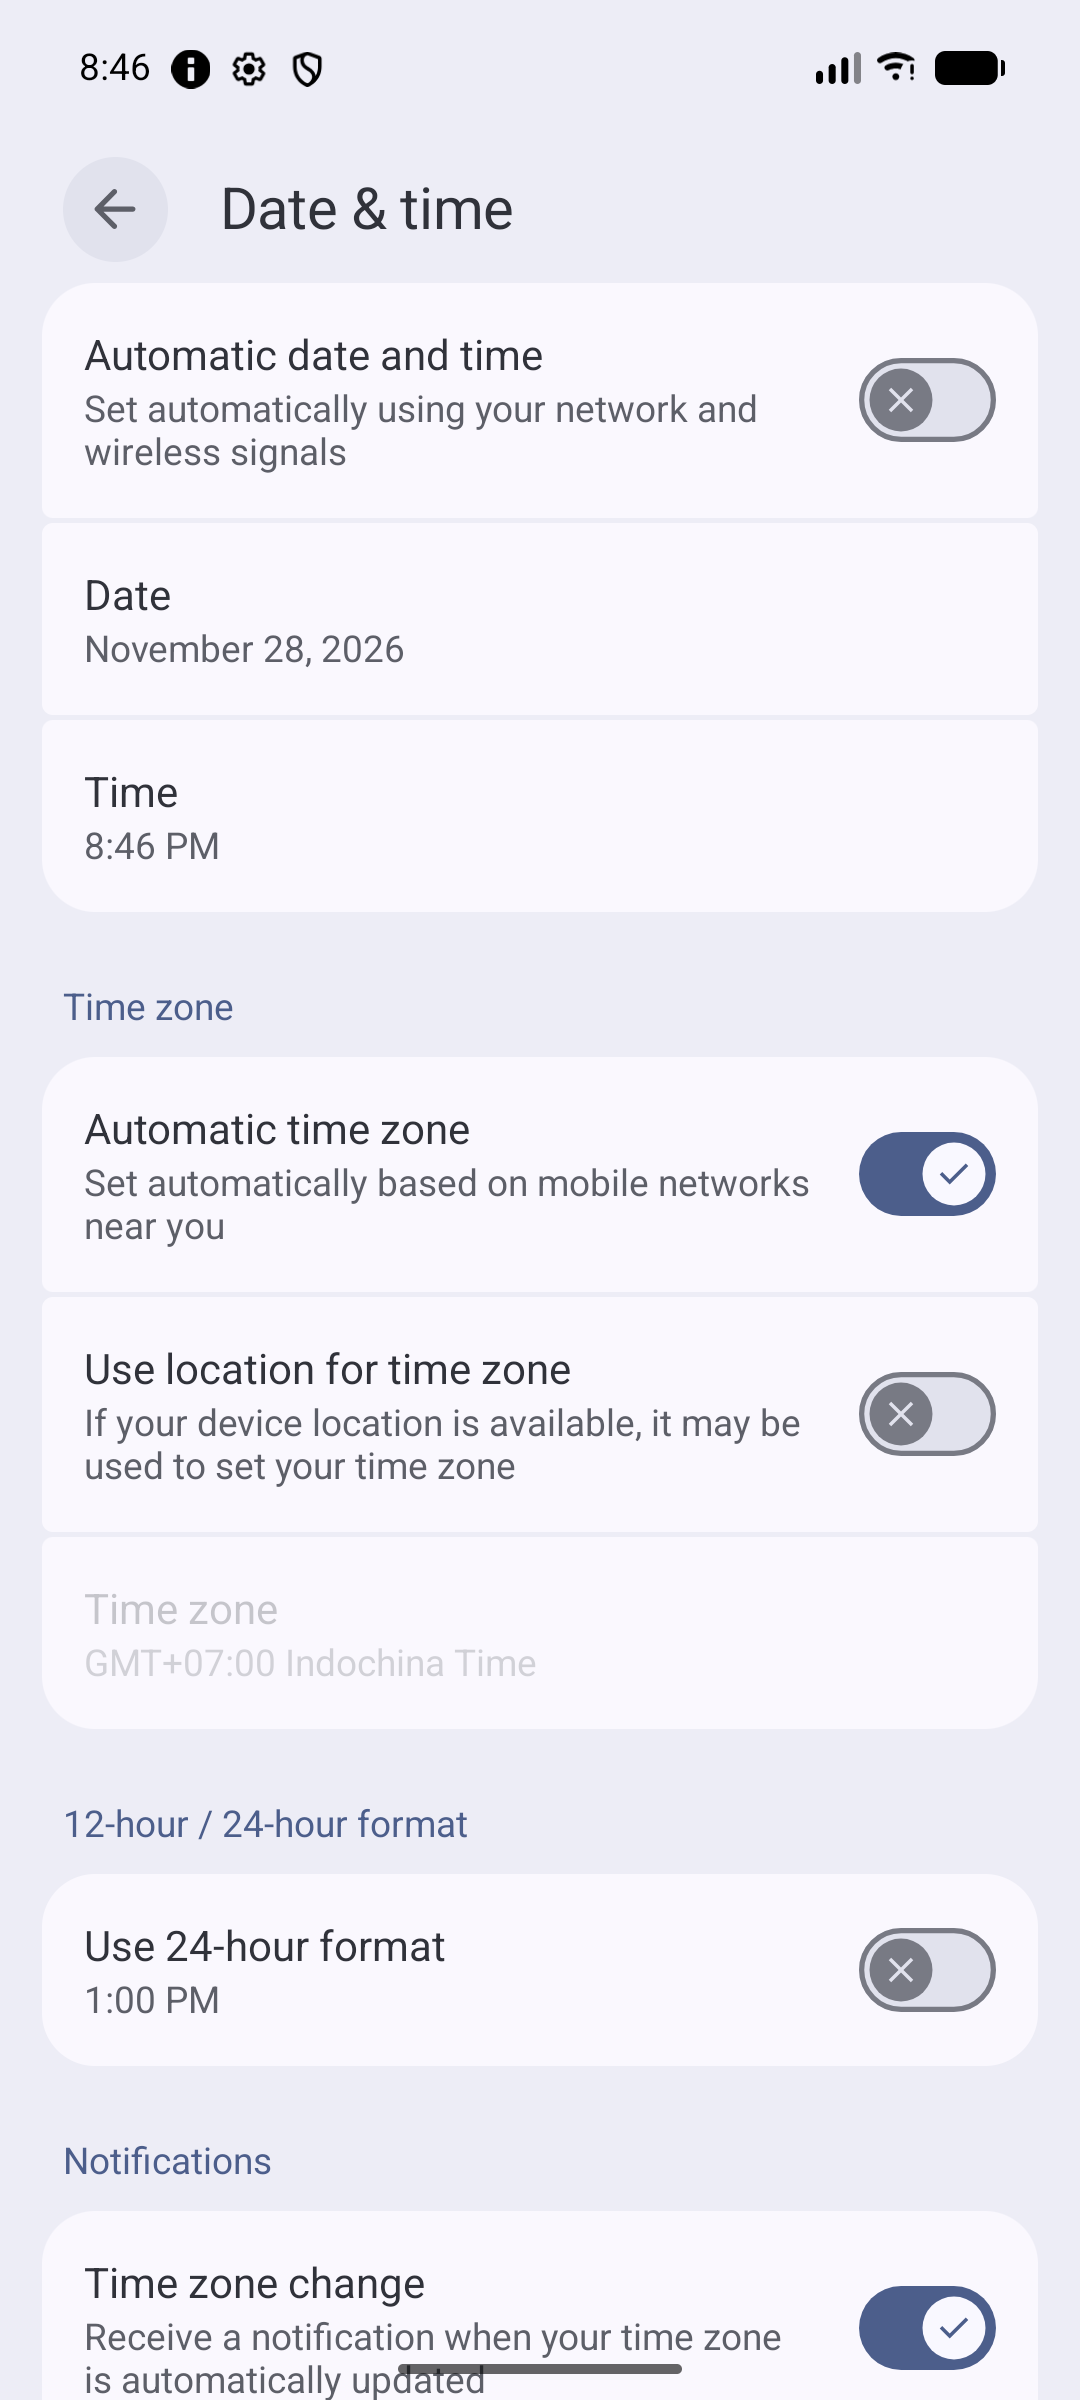 8:46
Date & time
Automatic date and time
Set automatically using your network and
wireless signals
Date
November 28, 2026
Time
8:46 PM
Time zone
Automatic time zone
Set automatically based on mobile networks
near you
Use location for time zone
If your device location is available, it may be
used to set your time zone
Time zone
GMT+07:00 Indochina Time
12-hour / 24-hour format
Use 24-hour format
1:00 PM
Notifications
Time zone change
Receive a notification when your time zone
is automatically updated